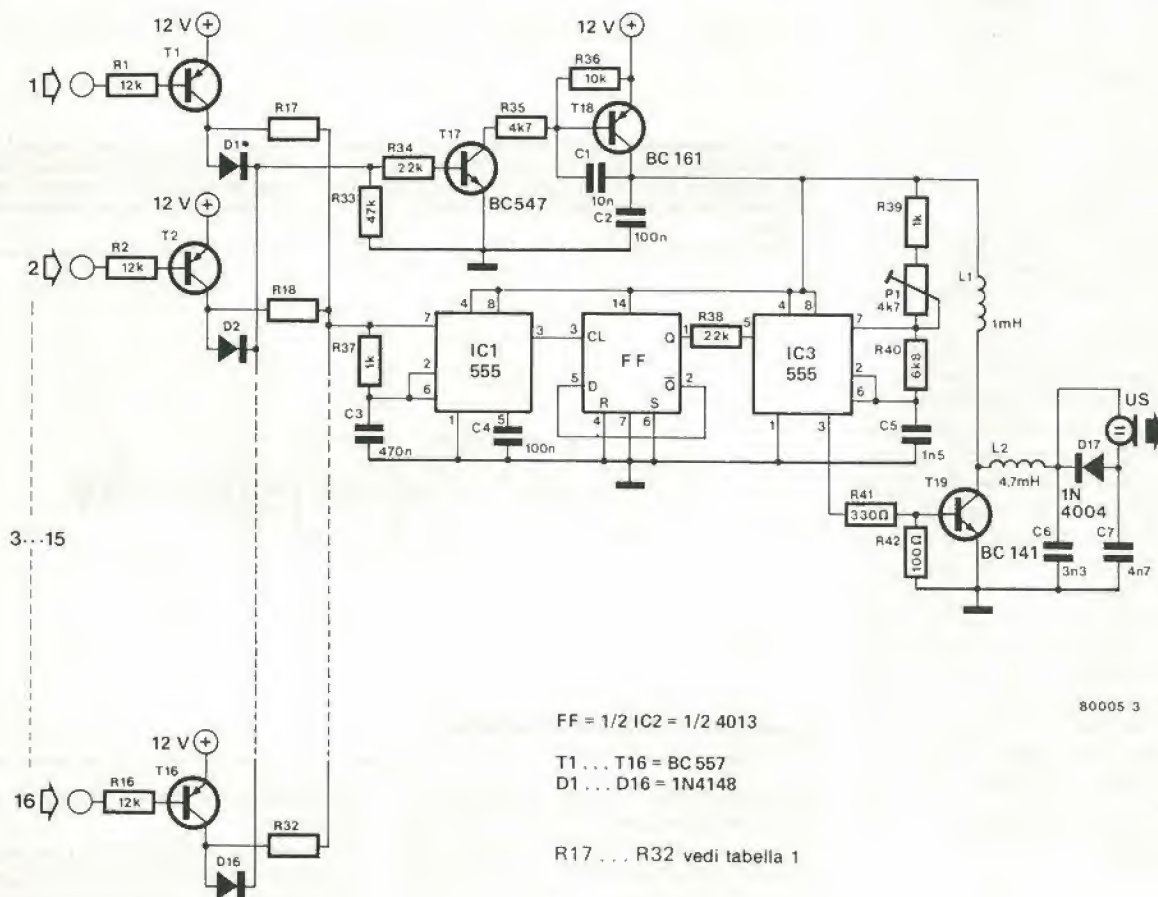 12 V
T1
R1
1
12k
R17
D1*
12 V
R36
10k
T18
R35
4k7
T17
R34
22k
BC547
R33
47k
BC 161
C1
10n
C2
100n
12 V
T2
R2
2
12k
R18
D2
R39
1k
P1
4k7
L1
1mH
R37
1k
7
4
8
3
2
6
1
5
IC1
555
C3
470n
C4
100n
14
3
CL
Q
1
5
D
FF
Q̅
2
R
S
4
7
6
R38
22k
5
4
8
7
2
6
1
3
IC3
555
R40
6k8
C5
1n5
US
D17
1N
4004
L2
4,7mH
T19
BC 141
R41
330Ω
R42
100Ω
C6
3n3
C7
4n7
3...15
12 V
T16
R16
16
12k
R32
D16
80005 3
FF = 1/2 IC2 = 1/2 4013
T1 ... T16 = BC 557
D1 ... D16 = 1N4148
R17 ... R32 vedi tabella 1